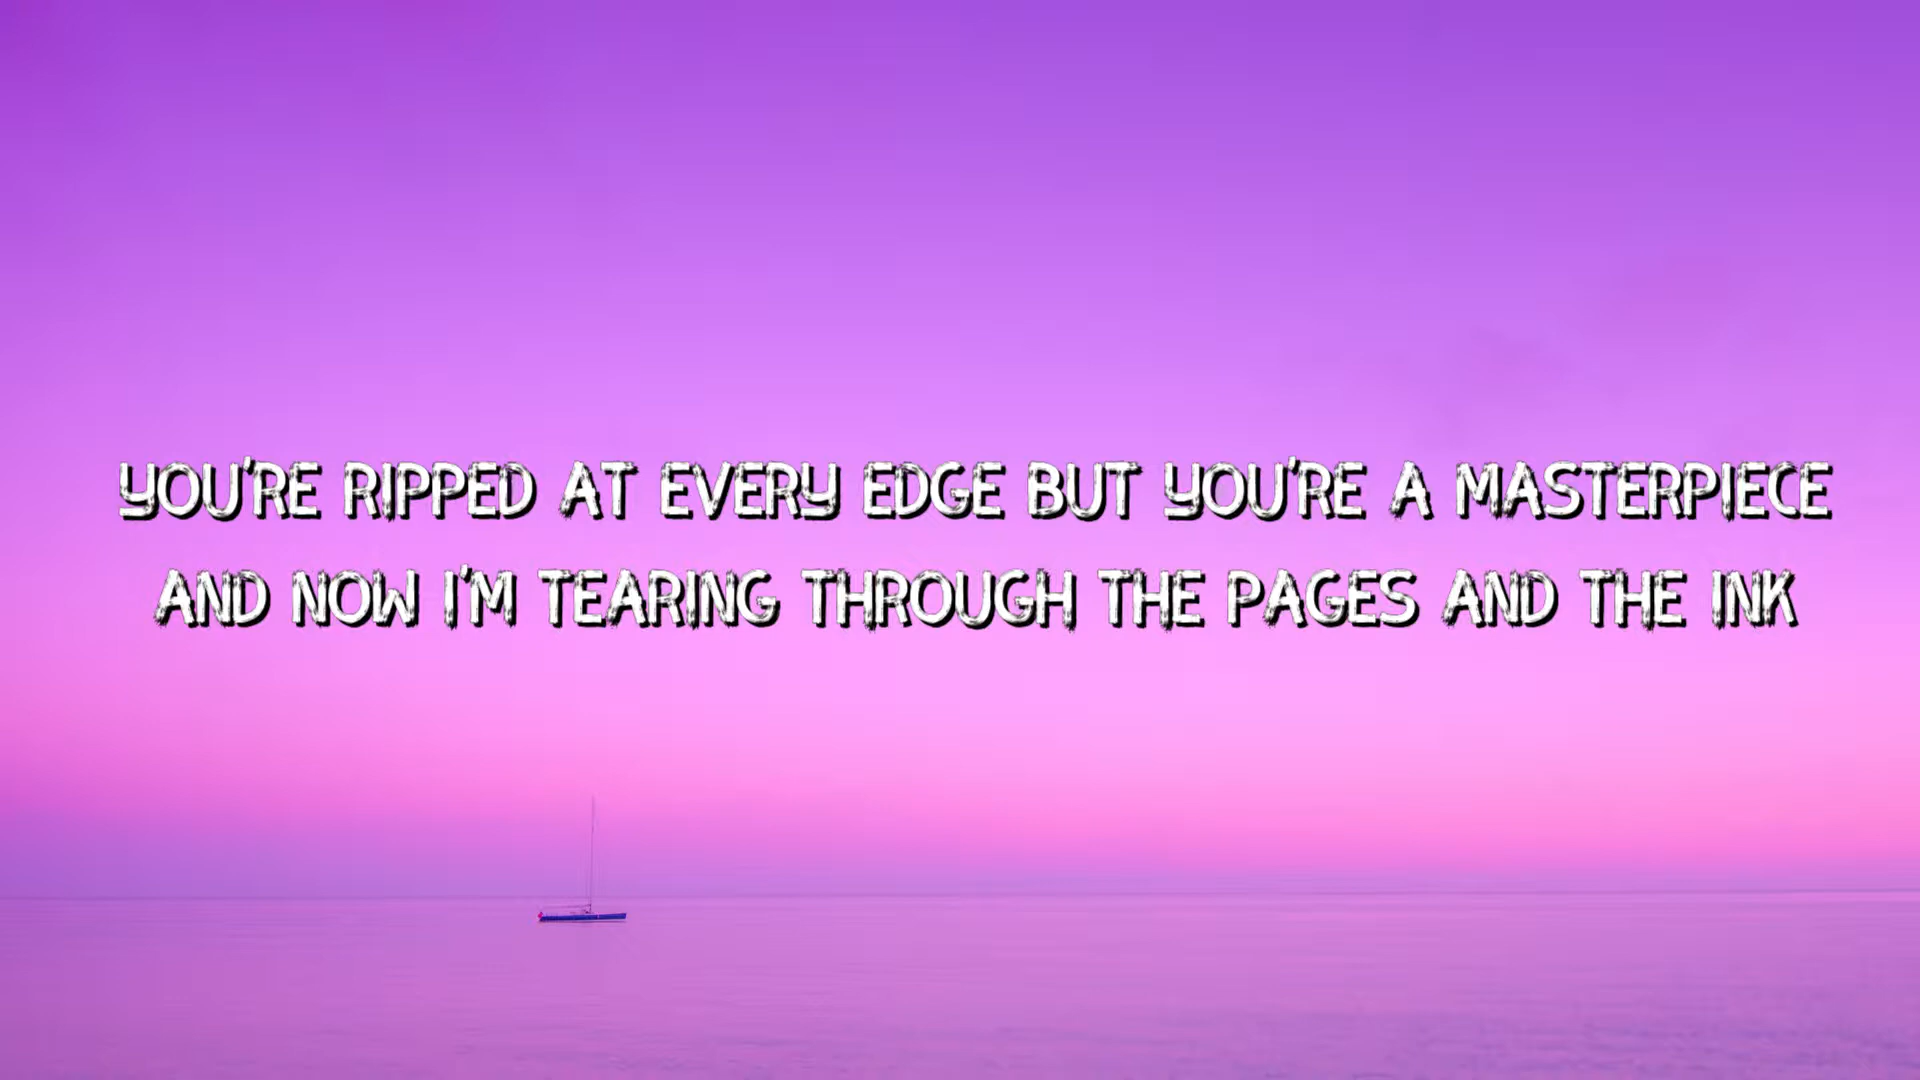 YOU'RE RIPPED AT EVERY EDGE BUT YOU'RE A MASTERPIECE
AND NOW I'M TEARING THROUGH THE PAGES AND THE INK